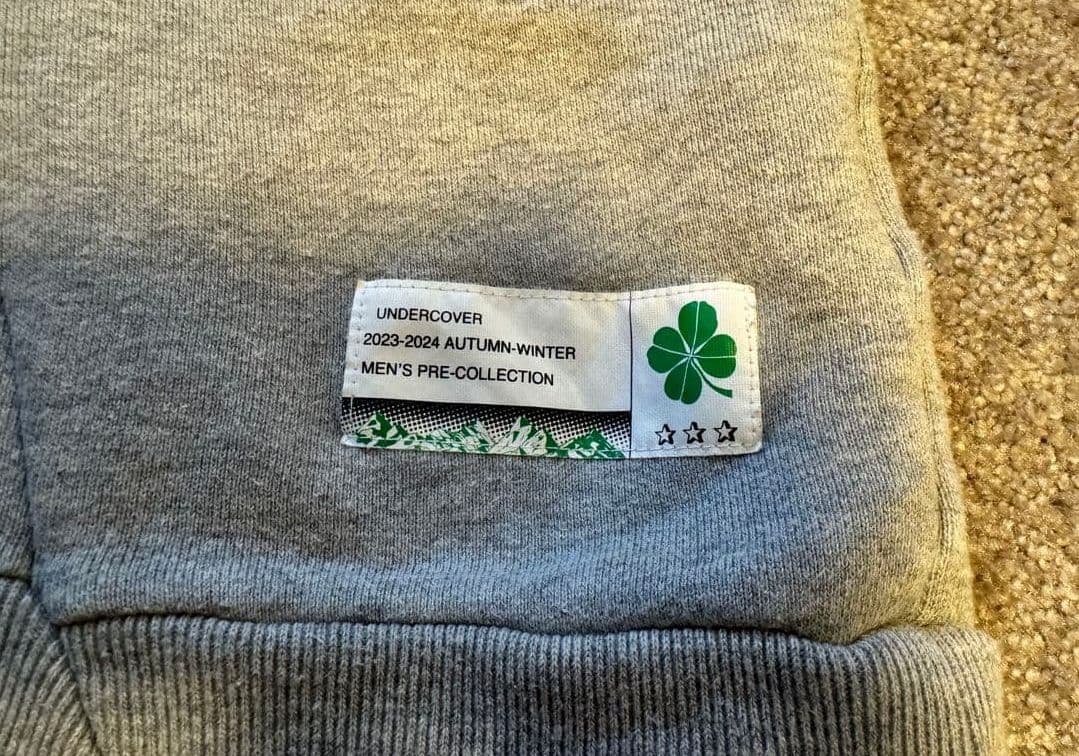 UNDERCOVER
2023-2024 AUTUMN-WINTER
MEN'S PRE-COLLECTION